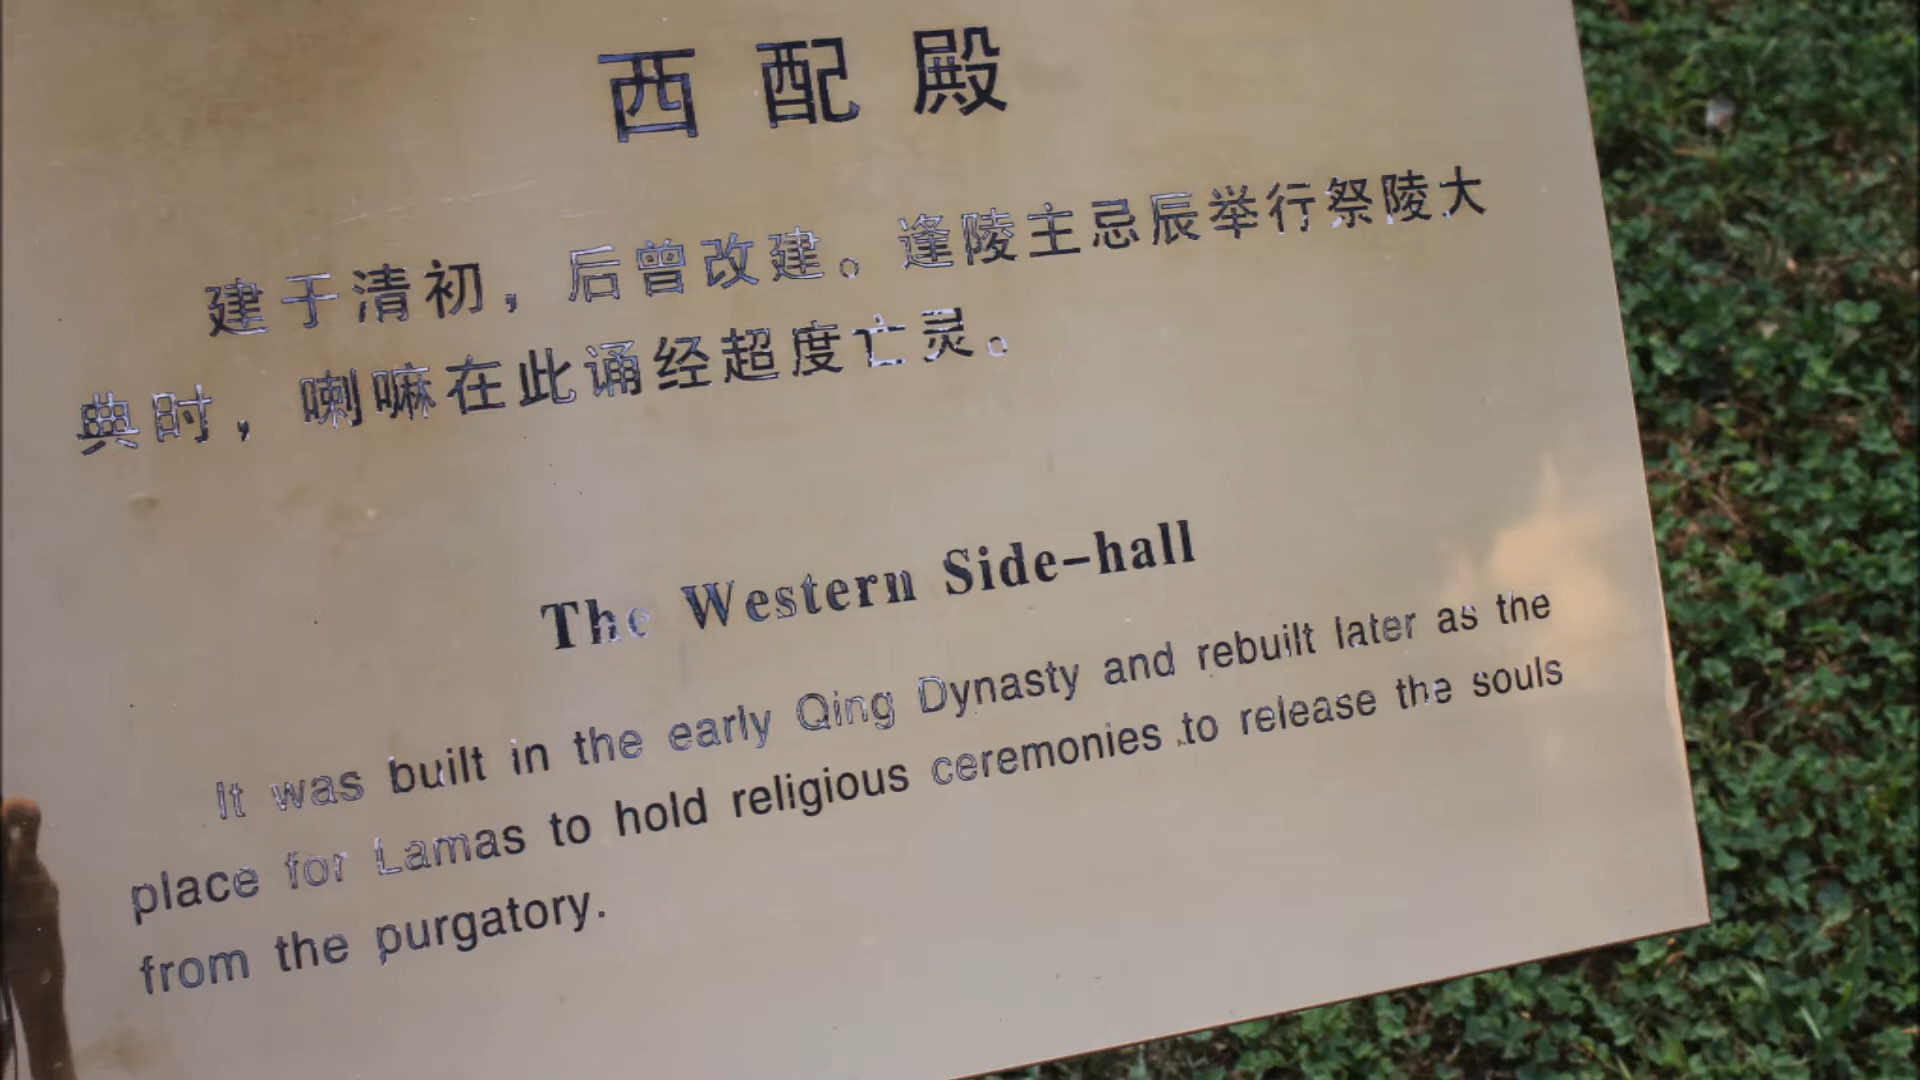 西配殿
建于清初，后曾改建。逢陵主忌辰举行祭陵大
典时，喇嘛在此诵经超度亡灵。
The Western Side-hall
It was built in the early Qing Dynasty and rebuilt later as the
place for Lamas to hold religious ceremonies to release the souls
from the purgatory.